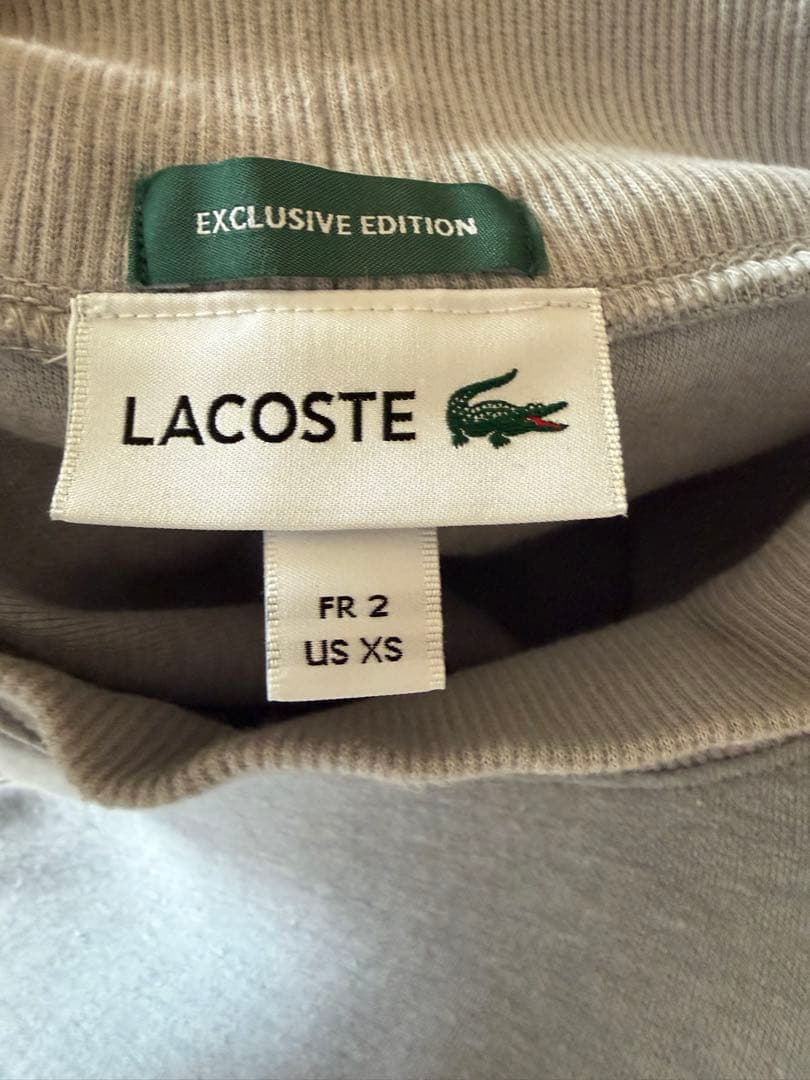 EXCLUSIVE EDITION
LACOSTE
FR 2
US XS